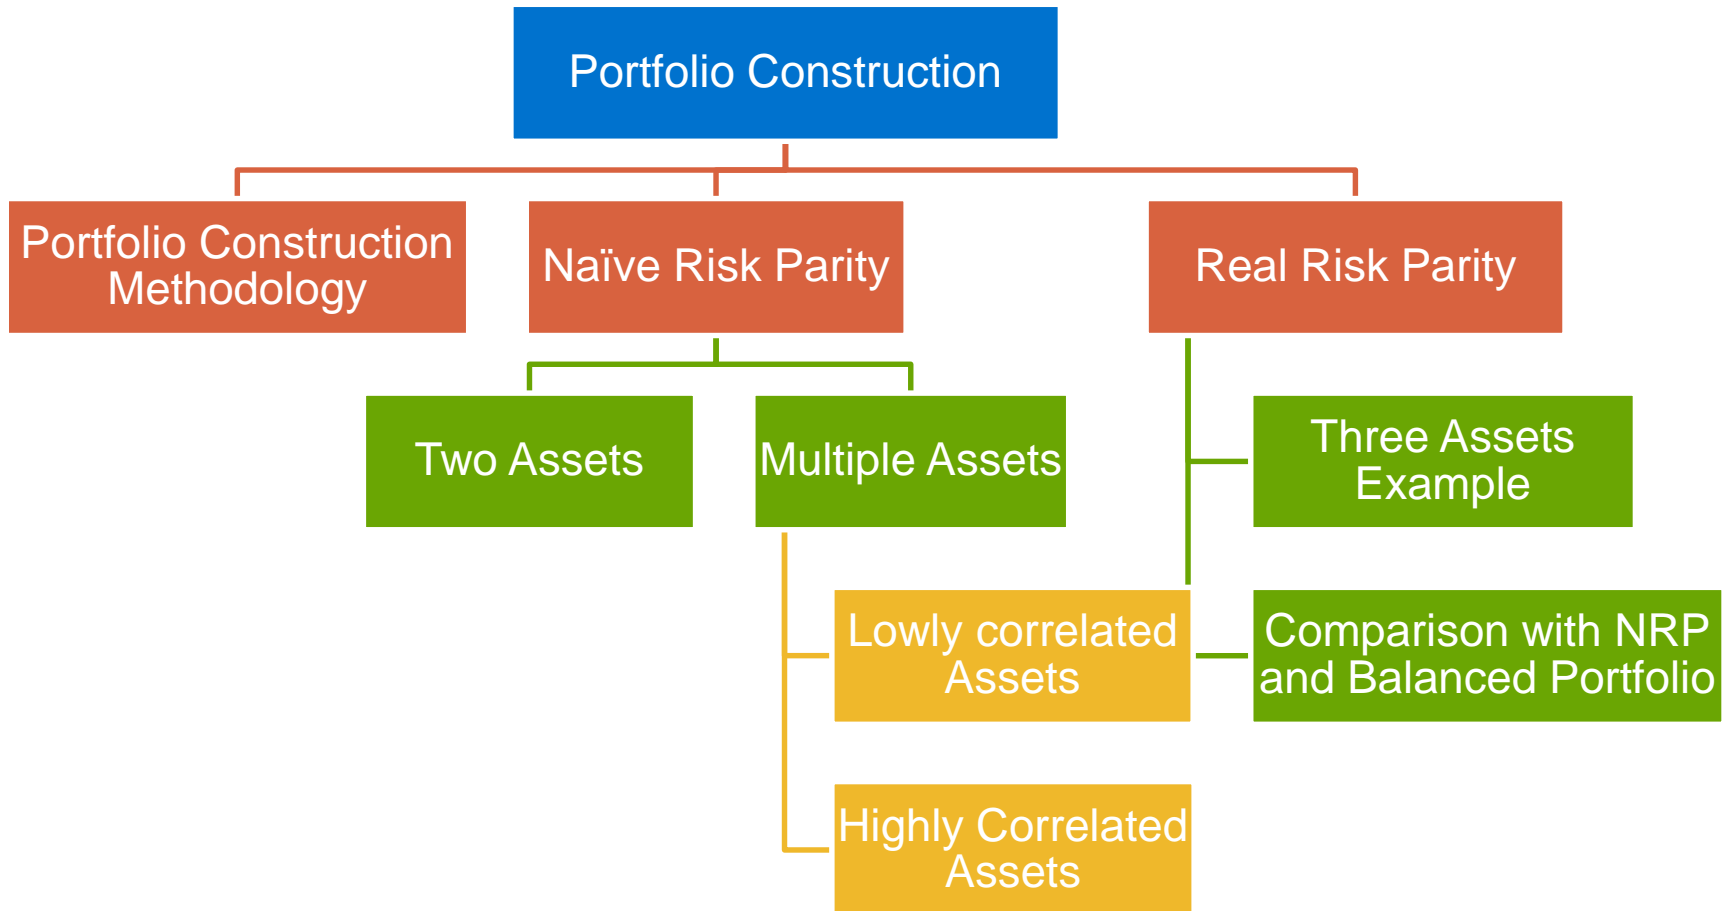 Portfolio Construction
Portfolio Construction
Methodology
Naïve Risk Parity
Real Risk Parity
Two Assets
Multiple Assets
Three Assets
Example
Lowly correlated
Assets
Comparison with NRP
and Balanced Portfolio
Highly Correlated
Assets